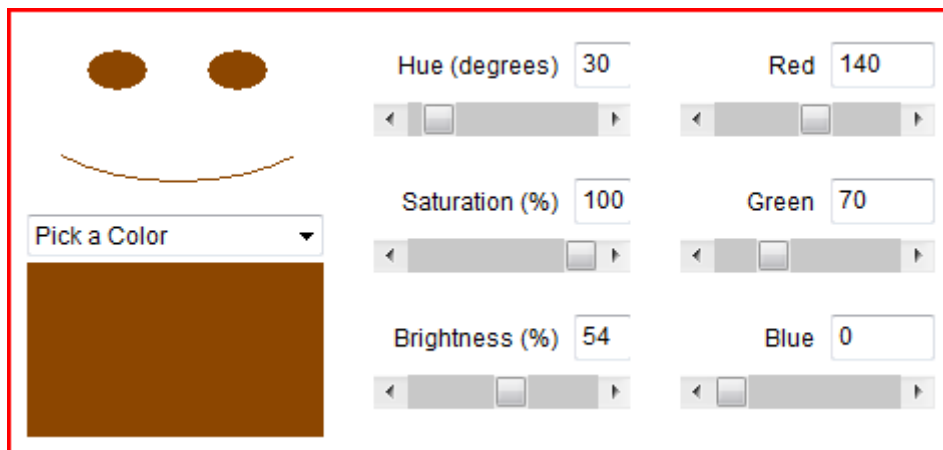 Hue (degrees) 30
Red 140
Saturation (%) 100
Green 70
Pick a Color
Brightness (%) 54
Blue 0